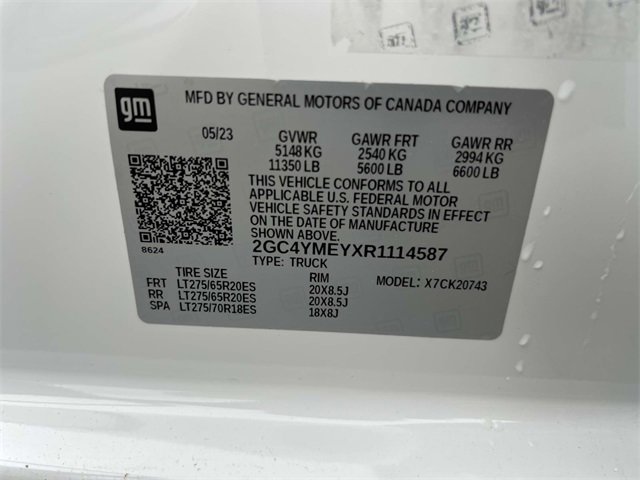 gm
MFD BY GENERAL MOTORS OF CANADA COMPANY
05/23 GVWR GAWR FRT GAWR RR
5148 KG 2540 KG 2994 KG
11350 LB 5600 LB 6600 LB
THIS VEHICLE CONFORMS TO ALL
APPLICABLE U.S. FEDERAL MOTOR
VEHICLE SAFETY STANDARDS IN EFFECT
ON THE DATE OF MANUFACTURE
SHOWN ABOVE.
8624
2GC4YMEYXR1114587
TYPE: TRUCK
TIRE SIZE RIM MODEL: X7CK20743
FRT LT275/65R20ES 20X8.5J
RR LT275/65R20ES 20X8.5J
SPA LT275/70R18ES 18X8J